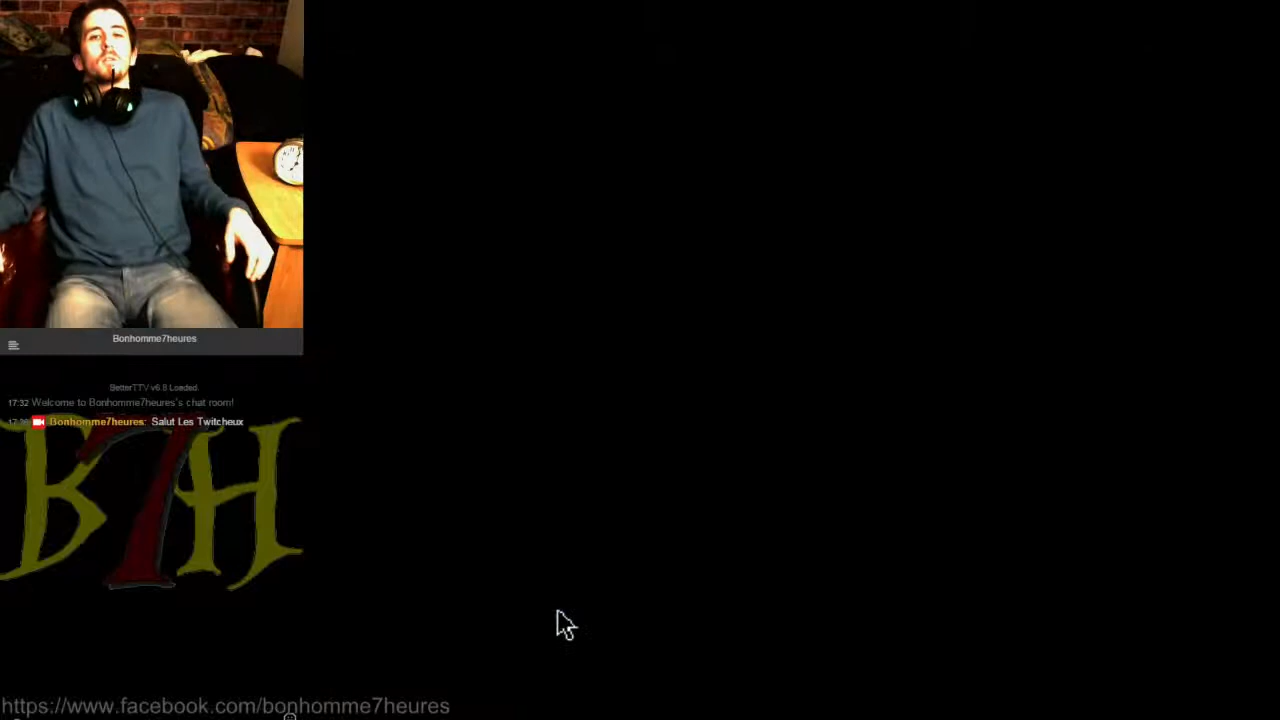 Bonhomme7heures
BetterTTV v6.8 Loaded.
17:32 Welcome to Bonhomme7heures's chat room!
Bonhomme7heures: Salut Les Twitcheux
B7H
https://www.facebook.com/bonhomme7heures